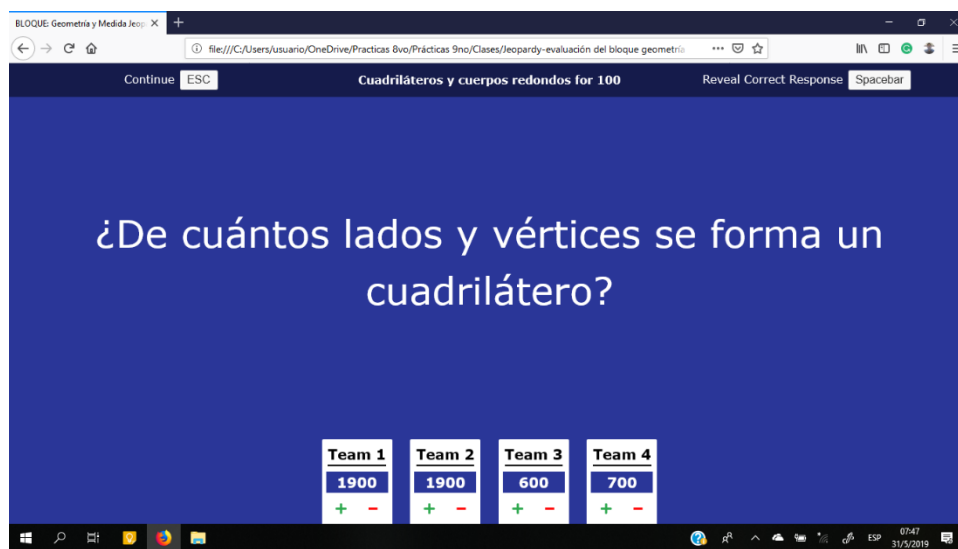 BLOQUE: Geometría y Medida Jeop
file:///C:/Users/usuario/OneDrive/Practicas 8vo/Prácticas 9no/Clases/Jeopardy-evaluación del bloque geometría
Continue ESC Cuadriláteros y cuerpos redondos for 100 Reveal Correct Response Spacebar
¿De cuántos lados y vértices se forma un
cuadrilátero?
Team 1 Team 2 Team 3 Team 4
1900 1900 600 700
+ - + - + - + -
ESP 07:47
31/5/2019